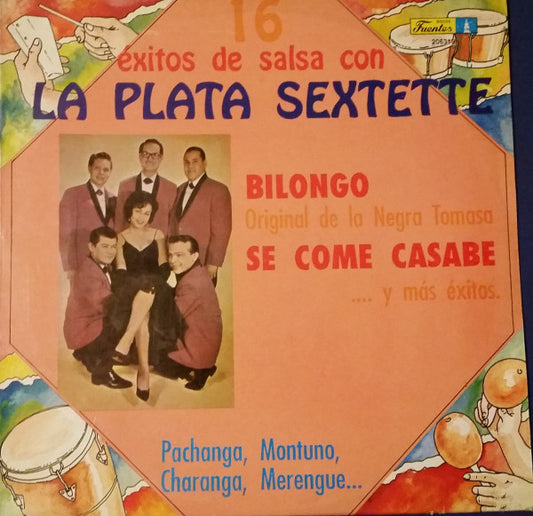 16
éxitos de salsa con
LA PLATA SEXTETTE
Fuentes
BILONGO
Original de la Negra Tomasa
SE COME CASABE
.... y más éxitos.
Pachanga, Montuno,
Charanga, Merengue...